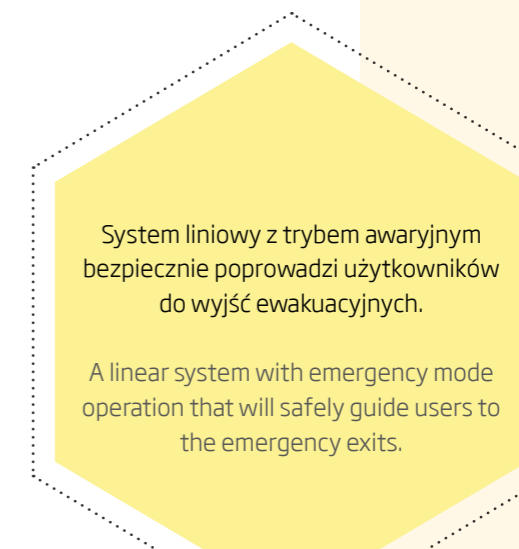 System liniowy z trybem awaryjnym
bezpiecznie poprowadzi użytkowników
do wyjść ewakuacyjnych.
A linear system with emergency mode
operation that will safely guide users to
the emergency exits.